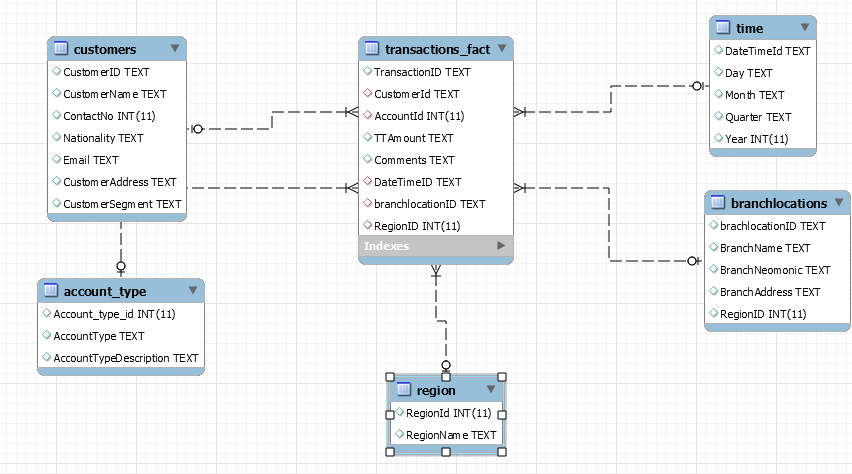 customers
CustomerID TEXT
CustomerName TEXT
ContactNo INT(11)
Nationality TEXT
Email TEXT
CustomerAddress TEXT
CustomerSegment TEXT
transactions_fact
TransactionID TEXT
CustomerId TEXT
AccountId INT(11)
TTAmount TEXT
Comments TEXT
DateTimeID TEXT
branchlocationID TEXT
RegionID INT(11)
Indexes
time
DateTimeId TEXT
Day TEXT
Month TEXT
Quarter TEXT
Year INT(11)
branchlocations
brachlocationID TEXT
BranchName TEXT
BranchNeomonic TEXT
BranchAddress TEXT
RegionID INT(11)
account_type
Account_type_id INT(11)
AccountType TEXT
AccountTypeDescription TEXT
region
RegionId INT(11)
RegionName TEXT